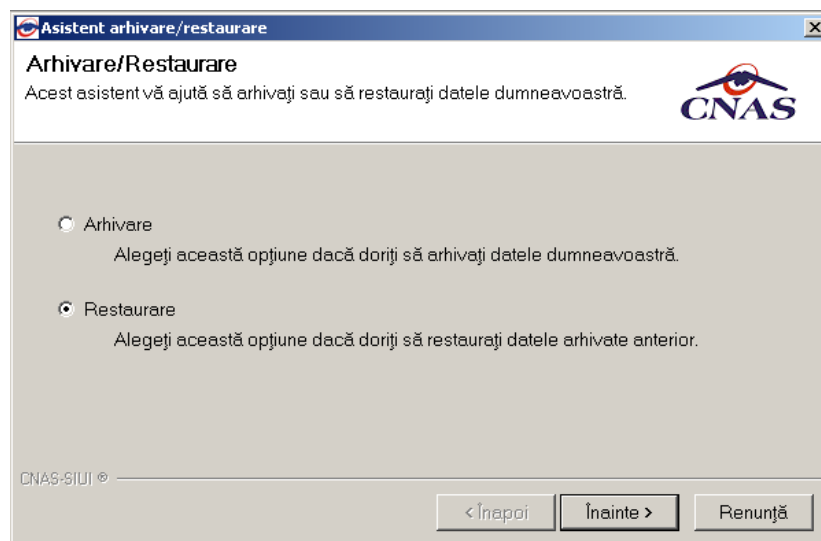 Asistent arhivare/restaurare
Arhivare/Restaurare
Acest asistent vă ajută să arhivaţi sau să restauraţi datele dumneavoastră.
CNAS
Arhivare
Alegeţi această opţiune dacă doriţi să arhivaţi datele dumneavoastră.
Restaurare
Alegeţi această opţiune dacă doriţi să restauraţi datele arhivate anterior.
CNAS-SIUI ®
< Înapoi
Înainte >
Renunţă